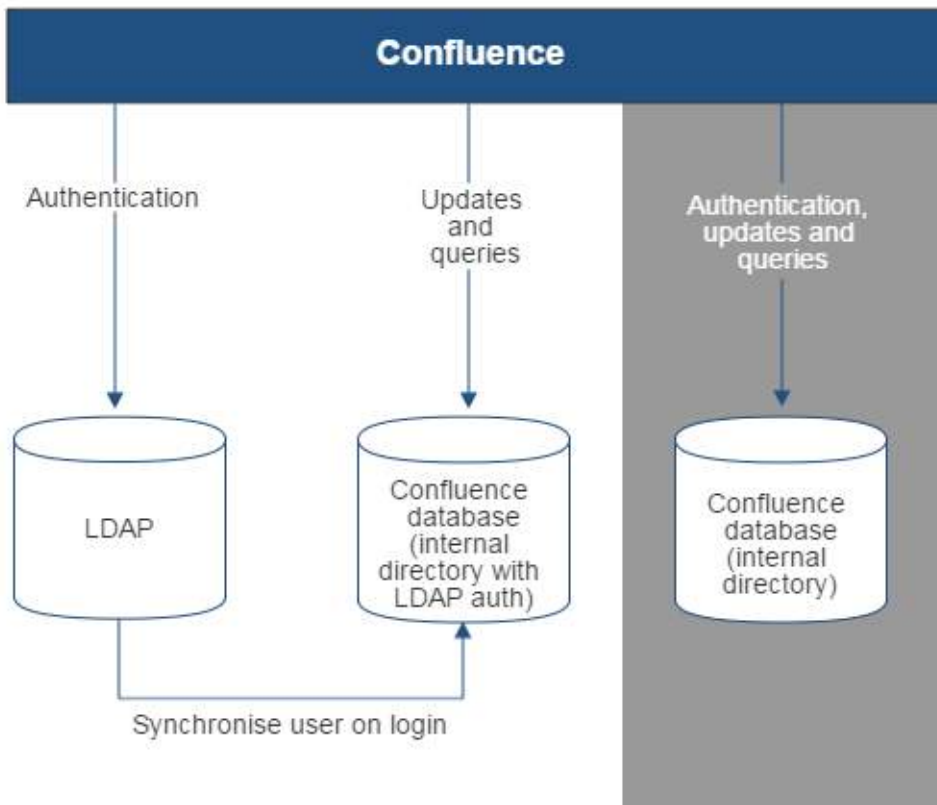 Confluence
Authentication
Updates
and
queries
Authentication,
updates and
queries
LDAP
Confluence
database
(internal
directory with
LDAP auth)
Confluence
database
(internal
directory)
Synchronise user on login